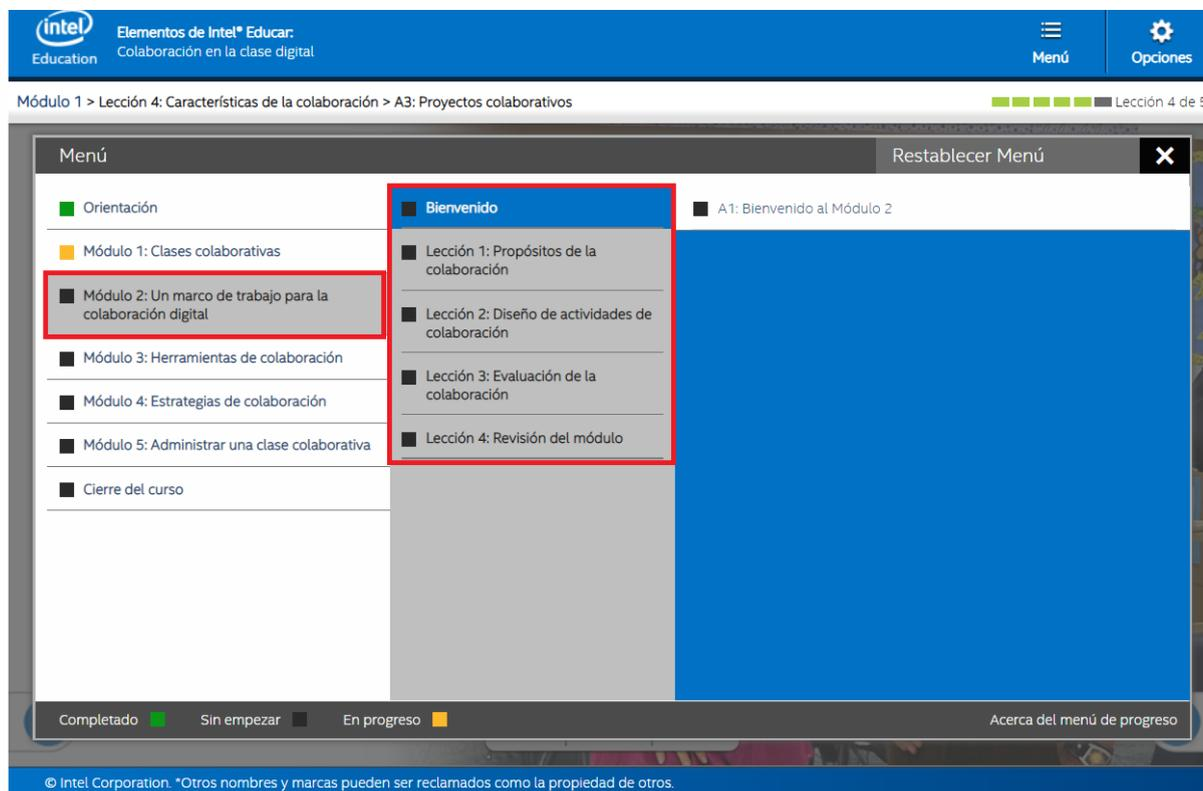 intel
Education
Elementos de Intel® Educar:
Colaboración en la clase digital
Menú
Opciones
Módulo 1 > Lección 4: Características de la colaboración > A3: Proyectos colaborativos
Lección 4 de 5
Menú
Restablecer Menú
Orientación
Módulo 1: Clases colaborativas
Módulo 2: Un marco de trabajo para la
colaboración digital
Módulo 3: Herramientas de colaboración
Módulo 4: Estrategias de colaboración
Módulo 5: Administrar una clase colaborativa
Cierre del curso
Bienvenido
Lección 1: Propósitos de la
colaboración
Lección 2: Diseño de actividades de
colaboración
Lección 3: Evaluación de la
colaboración
Lección 4: Revisión del módulo
A1: Bienvenido al Módulo 2
Completado
Sin empezar
En progreso
Acerca del menú de progreso
© Intel Corporation. *Otros nombres y marcas pueden ser reclamados como la propiedad de otros.